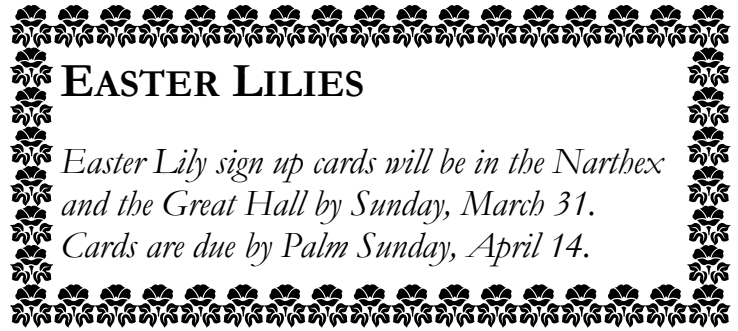 EASTER LILIES
Easter Lily sign up cards will be in the Narthex
and the Great Hall by Sunday, March 31.
Cards are due by Palm Sunday, April 14.